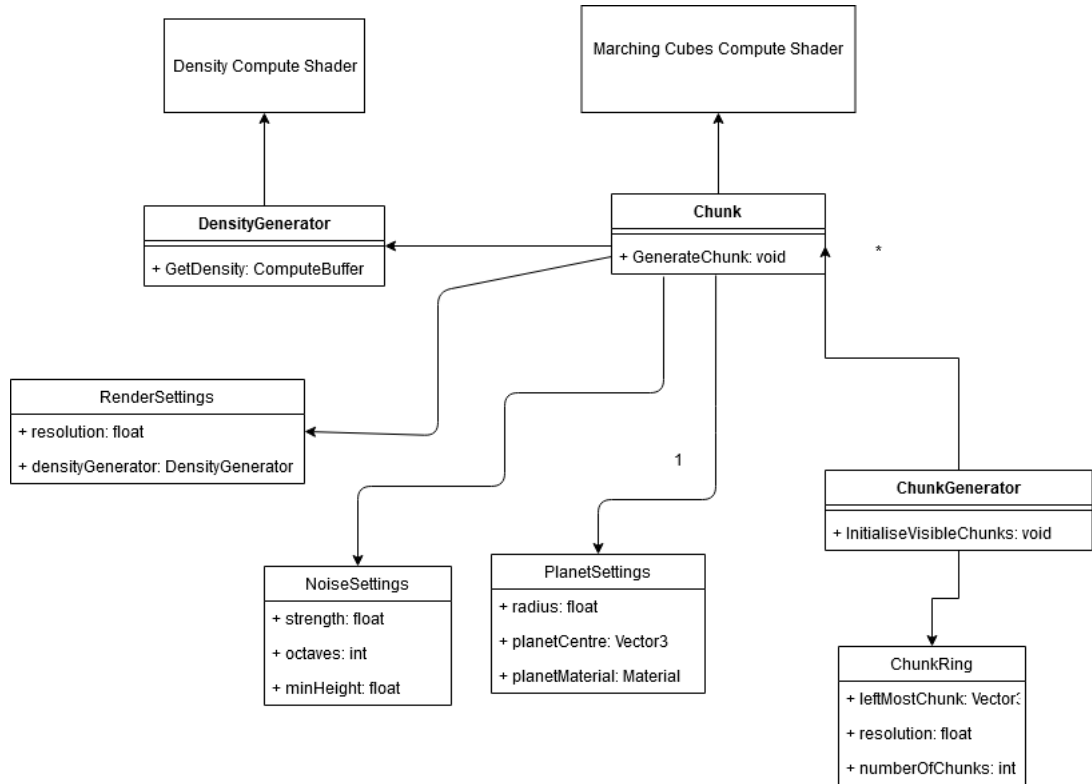 Density Compute Shader
Marching Cubes Compute Shader
DensityGenerator
+ GetDensity: ComputeBuffer
Chunk
+ GenerateChunk: void
*
RenderSettings
+ resolution: float
+ densityGenerator: DensityGenerator
1
ChunkGenerator
+ InitialiseVisibleChunks: void
NoiseSettings
+ strength: float
+ octaves: int
+ minHeight: float
PlanetSettings
+ radius: float
+ planetCentre: Vector3
+ planetMaterial: Material
ChunkRing
+ leftMostChunk: Vector3
+ resolution: float
+ numberOfChunks: int